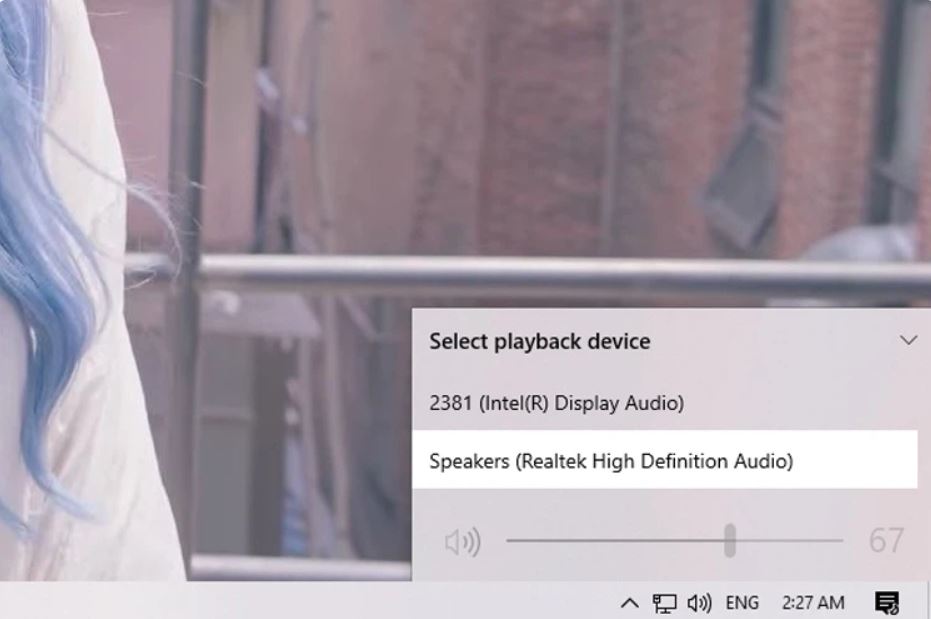 Select playback device
2381 (Intel(R) Display Audio)
Speakers (Realtek High Definition Audio)
67
ENG 2:27 AM